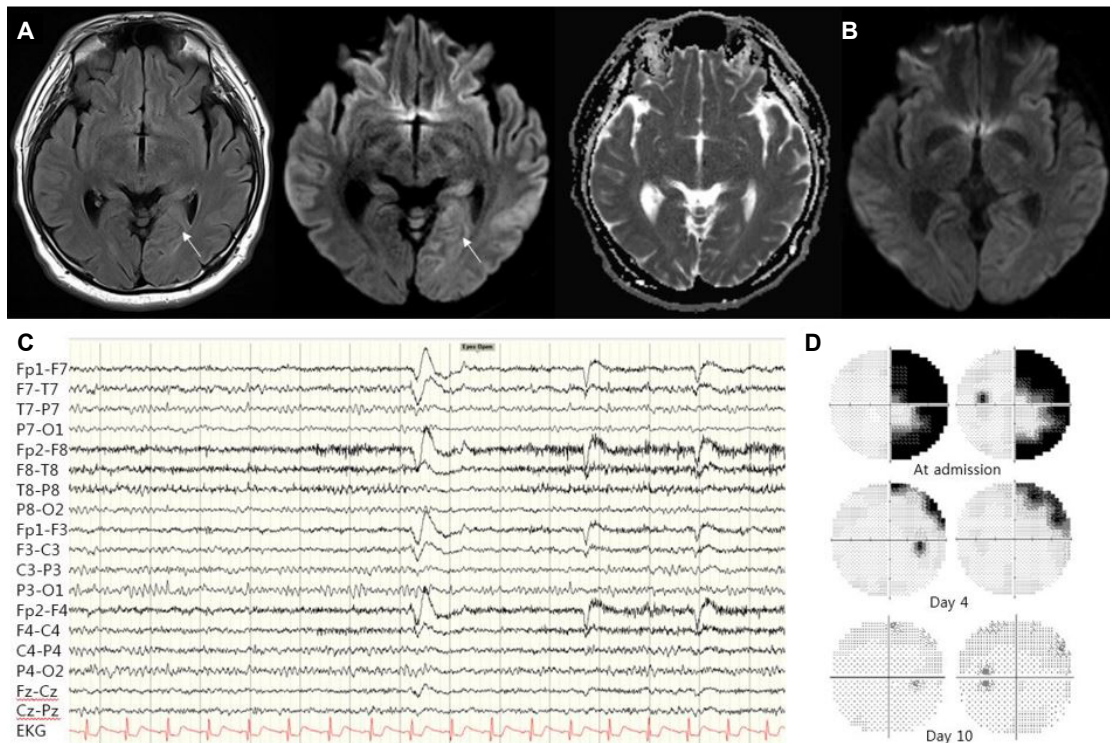 A
B
C
Eyes Open
Fp1-F7
F7-T7
T7-P7
P7-O1
Fp2-F8
F8-T8
T8-P8
P8-O2
Fp1-F3
F3-C3
C3-P3
P3-O1
Fp2-F4
F4-C4
C4-P4
P4-O2
Fz-Cz
Cz-Pz
EKG
D
At admission
Day 4
Day 10